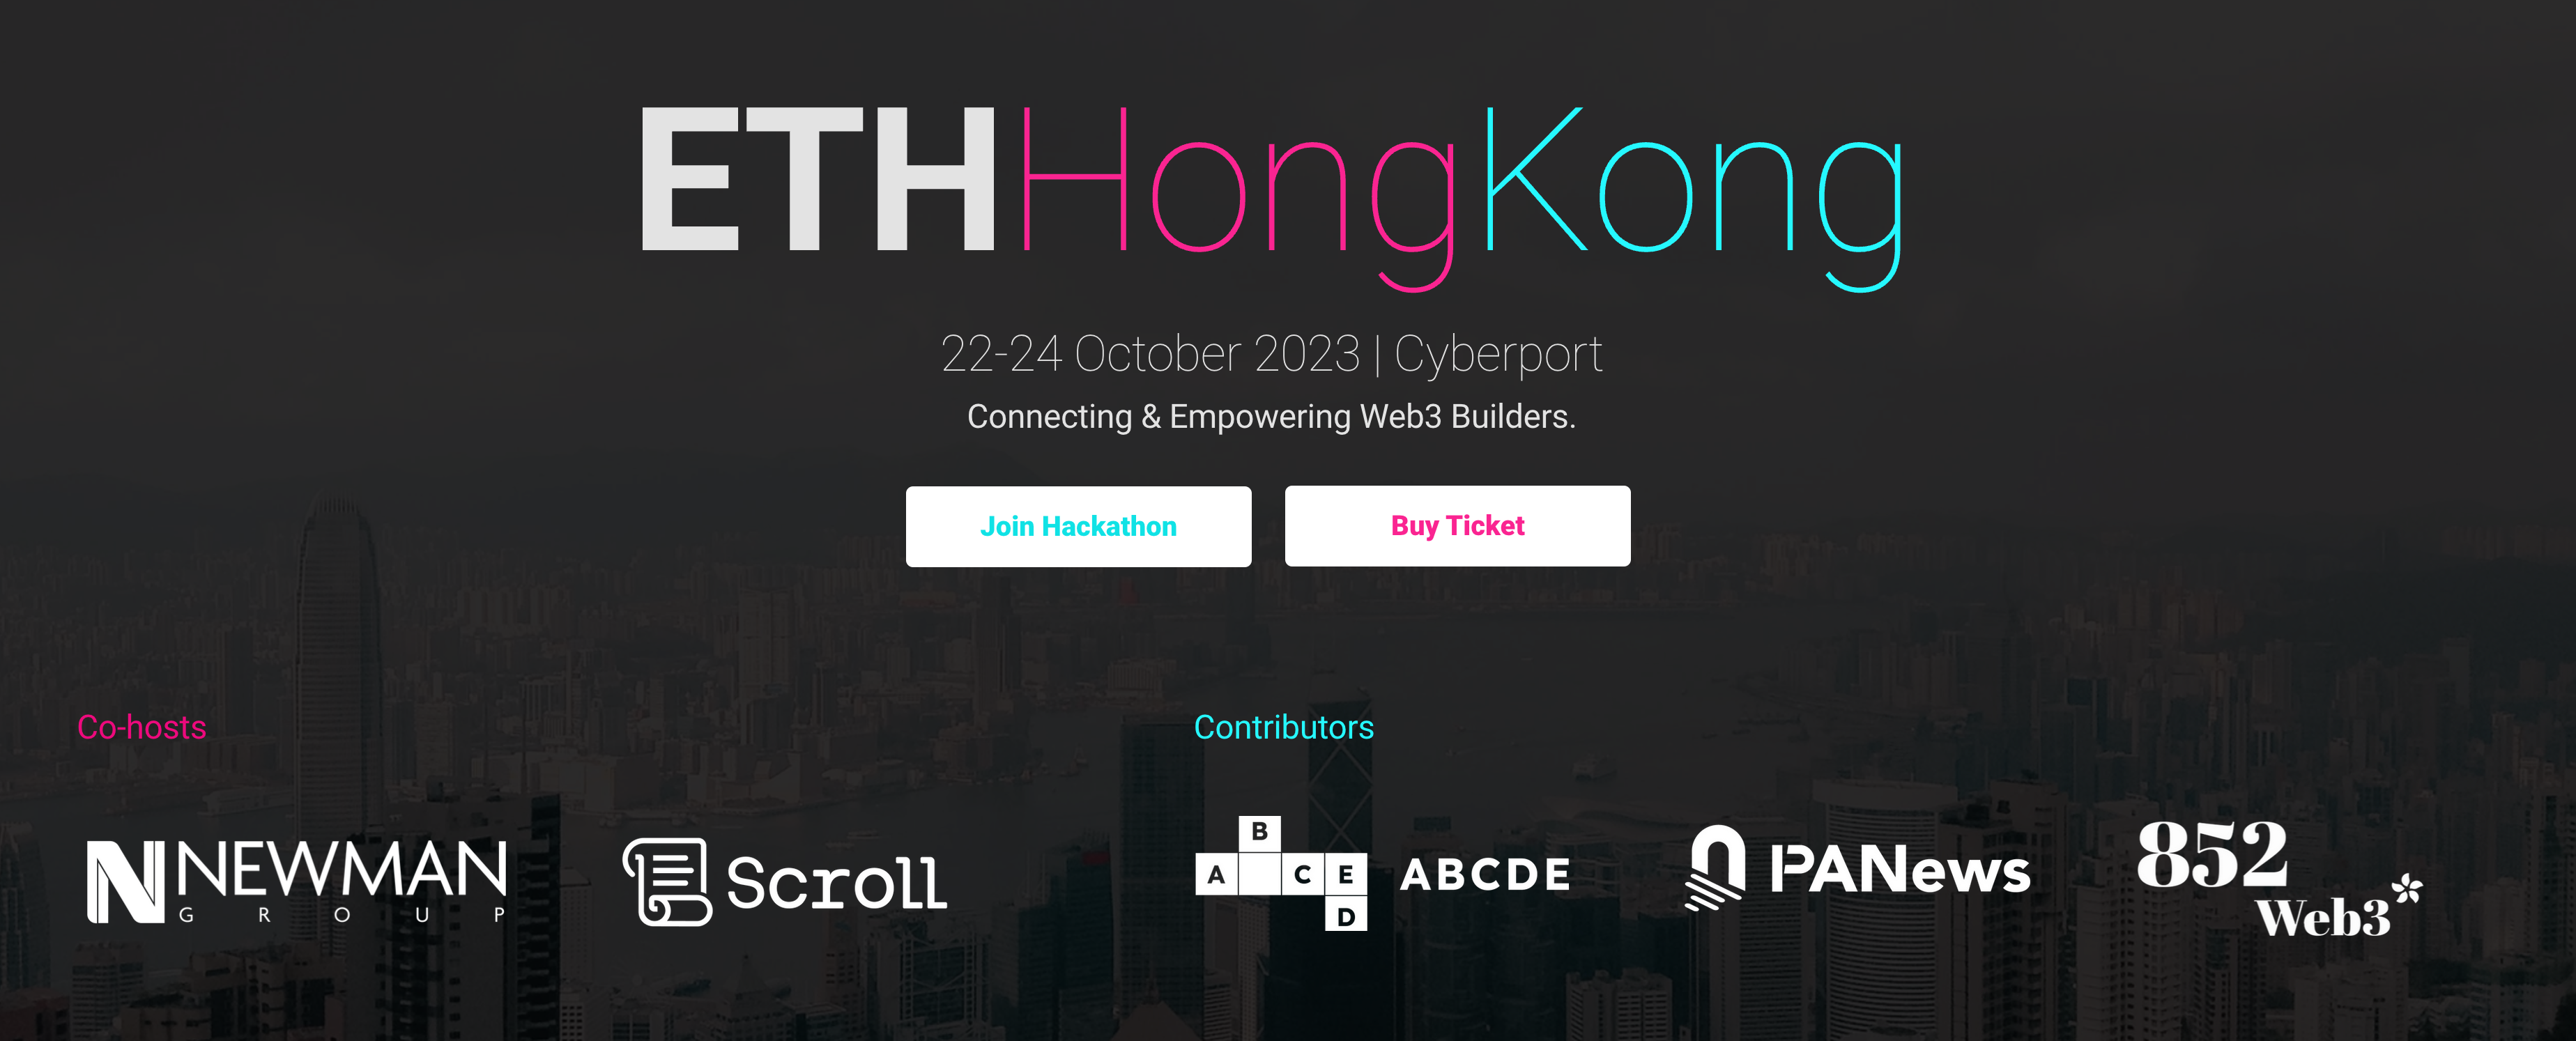 ETHHongKong
22-24 October 2023 | Cyberport
Connecting & Empowering Web3 Builders.
Join Hackathon
Buy Ticket
Co-hosts
Contributors
N NEWMAN
GROUP
Scroll
B
A C E
D
ABCDE
PANews
852
Web3